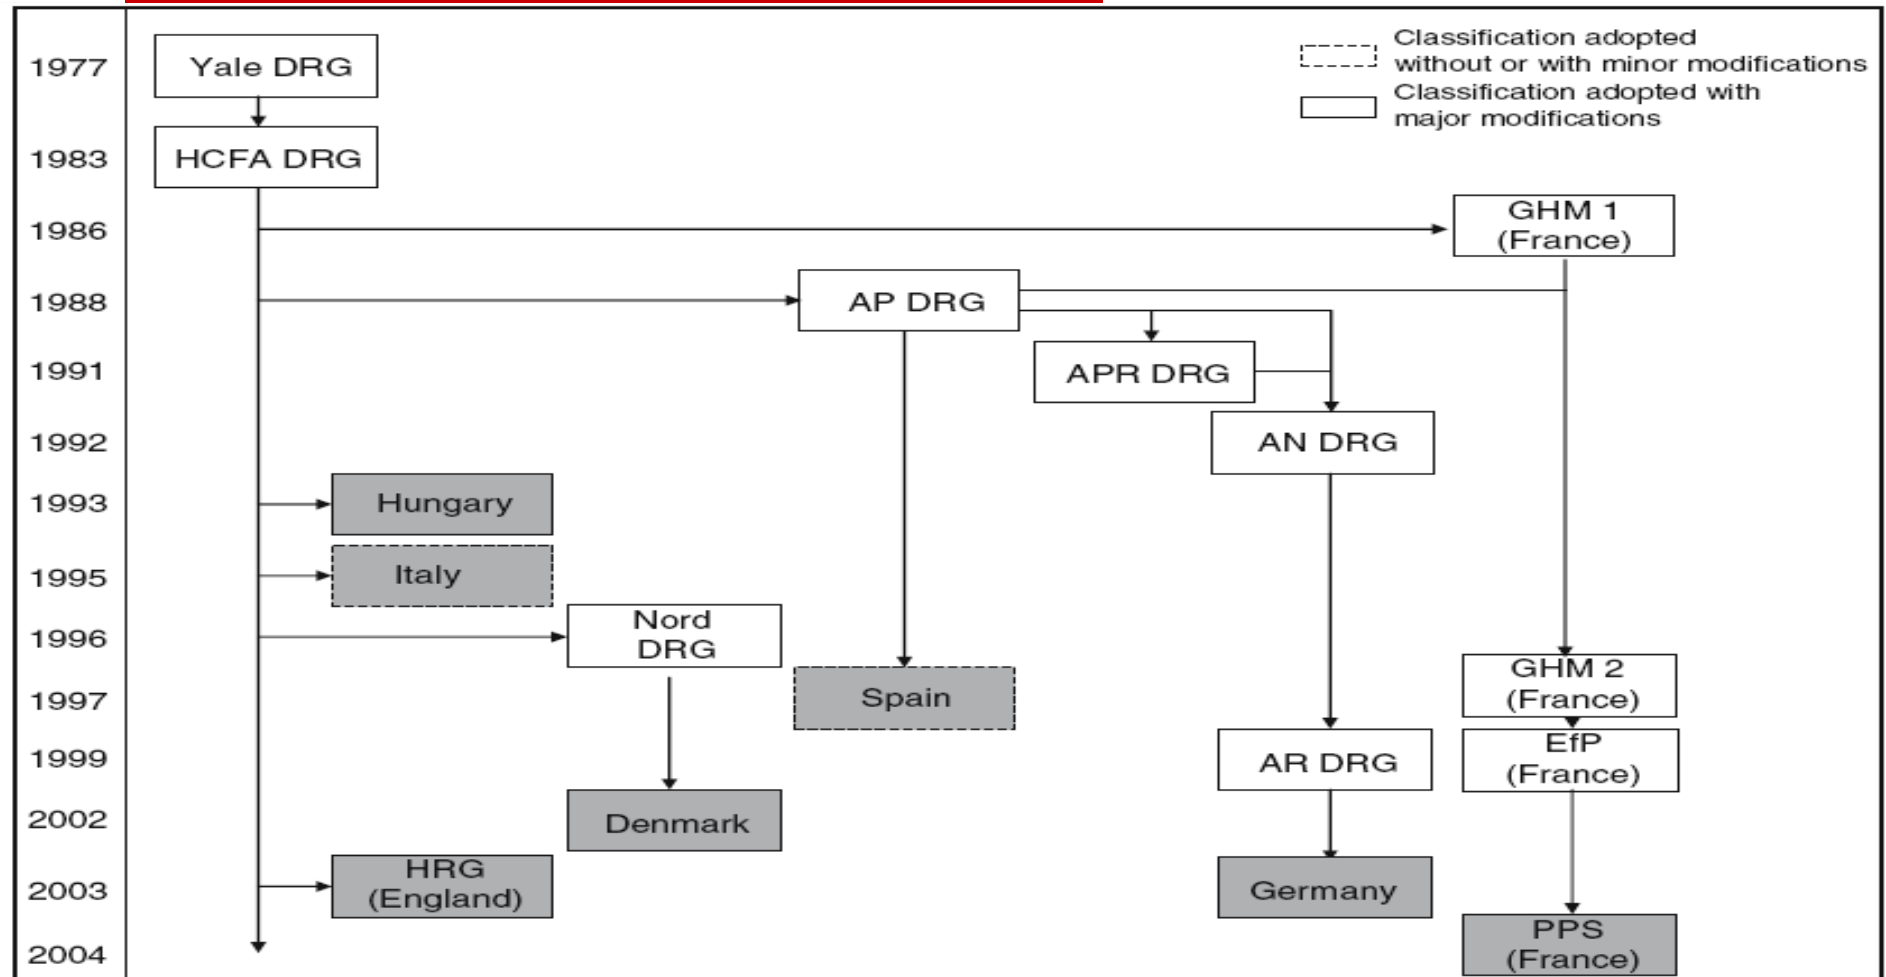 Classification adopted
without or with minor modifications
Classification adopted with
major modifications
1977
Yale DRG
1983
HCFA DRG
1986
GHM 1
(France)
1988
AP DRG
1991
APR DRG
1992
AN DRG
1993
Hungary
1995
Italy
1996
Nord
DRG
1997
Spain
GHM 2
(France)
1999
AR DRG
EfP
(France)
2002
Denmark
2003
HRG
(England)
Germany
2004
PPS
(France)